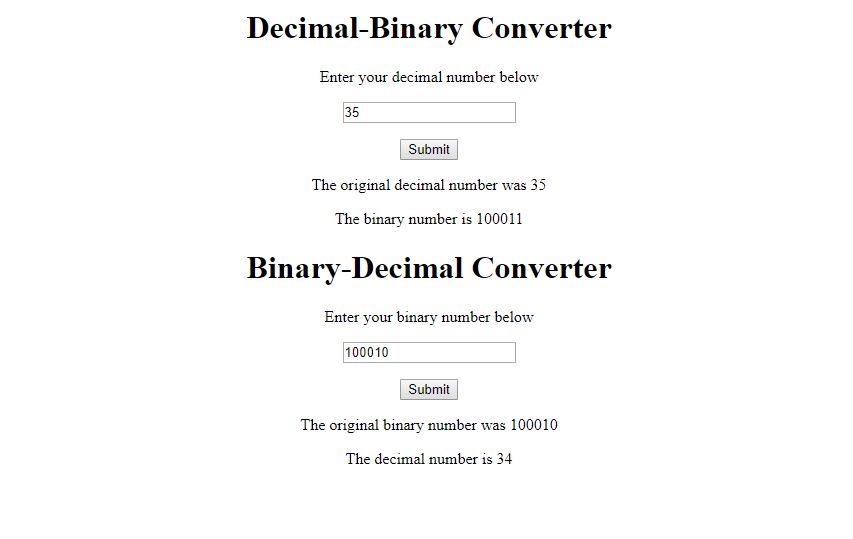 Decimal-Binary Converter
Enter your decimal number below
35
Submit
The original decimal number was 35
The binary number is 100011
Binary-Decimal Converter
Enter your binary number below
100010
Submit
The original binary number was 100010
The decimal number is 34